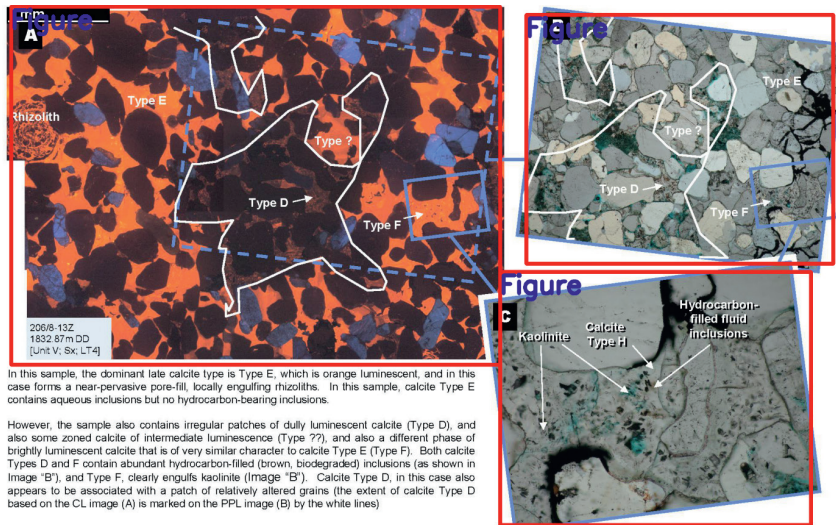 mm
Figure
A
Type E
Rhizolith
Type ?
Type D
Type F
206/8-13Z
1832.87m DD
[Unit V; Sx; LT4]
Figure
B
Type E
Type ?
Type D
Type F
Figure
C
Kaolinite
Calcite
Type H
Hydrocarbon-
filled fluid
inclusions
In this sample, the dominant late calcite type is Type E, which is orange luminescent, and in this
case forms a near-pervasive pore-fill, locally engulfing rhizoliths. In this sample, calcite Type E
contains aqueous inclusions but no hydrocarbon-bearing inclusions.
However, the sample also contains irregular patches of dully luminescent calcite (Type D), and
also some zoned calcite of intermediate luminescence (Type ??), and also a different phase of
brightly luminescent calcite that is of very similar character to calcite Type E (Type F). Both calcite
Types D and F contain abundant hydrocarbon-filled (brown, biodegraded) inclusions (as shown in
Image “B”), and Type F, clearly engulfs kaolinite (Image “B”). Calcite Type D, in this case also
appears to be associated with a patch of relatively altered grains (the extent of calcite Type D
based on the CL image (A) is marked on the PPL image (B) by the white lines)